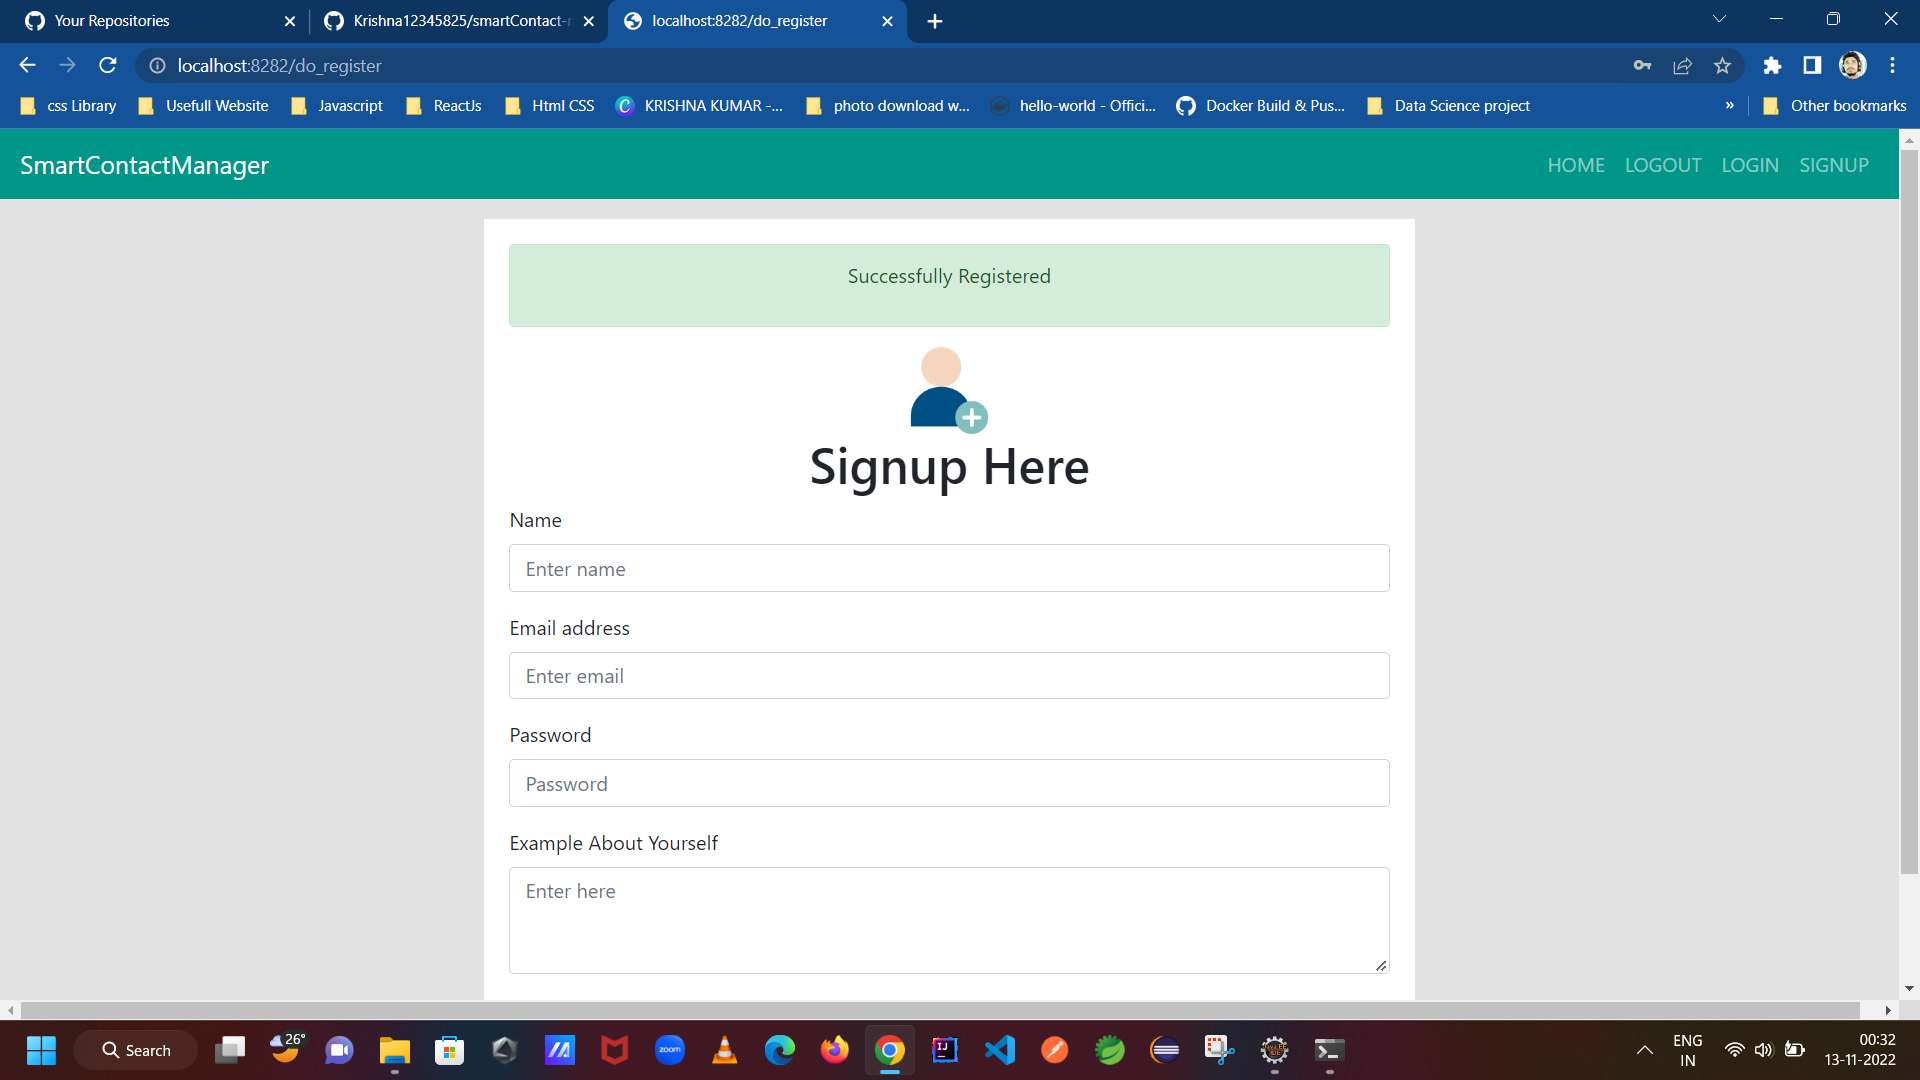 Your Repositories
Krishna12345825/smartContact-
localhost:8282/do_register
localhost:8282/do_register
css Library
Usefull Website
Javascript
ReactJs
Html CSS
KRISHNA KUMAR -...
photo download w...
hello-world - Offici...
Docker Build & Pus...
Data Science project
»
Other bookmarks
SmartContactManager
HOME LOGOUT LOGIN SIGNUP
Successfully Registered
Signup Here
Name
Enter name
Email address
Enter email
Password
Password
Example About Yourself
Enter here
Search
26°
zoom
ENG
IN
00:32
13-11-2022